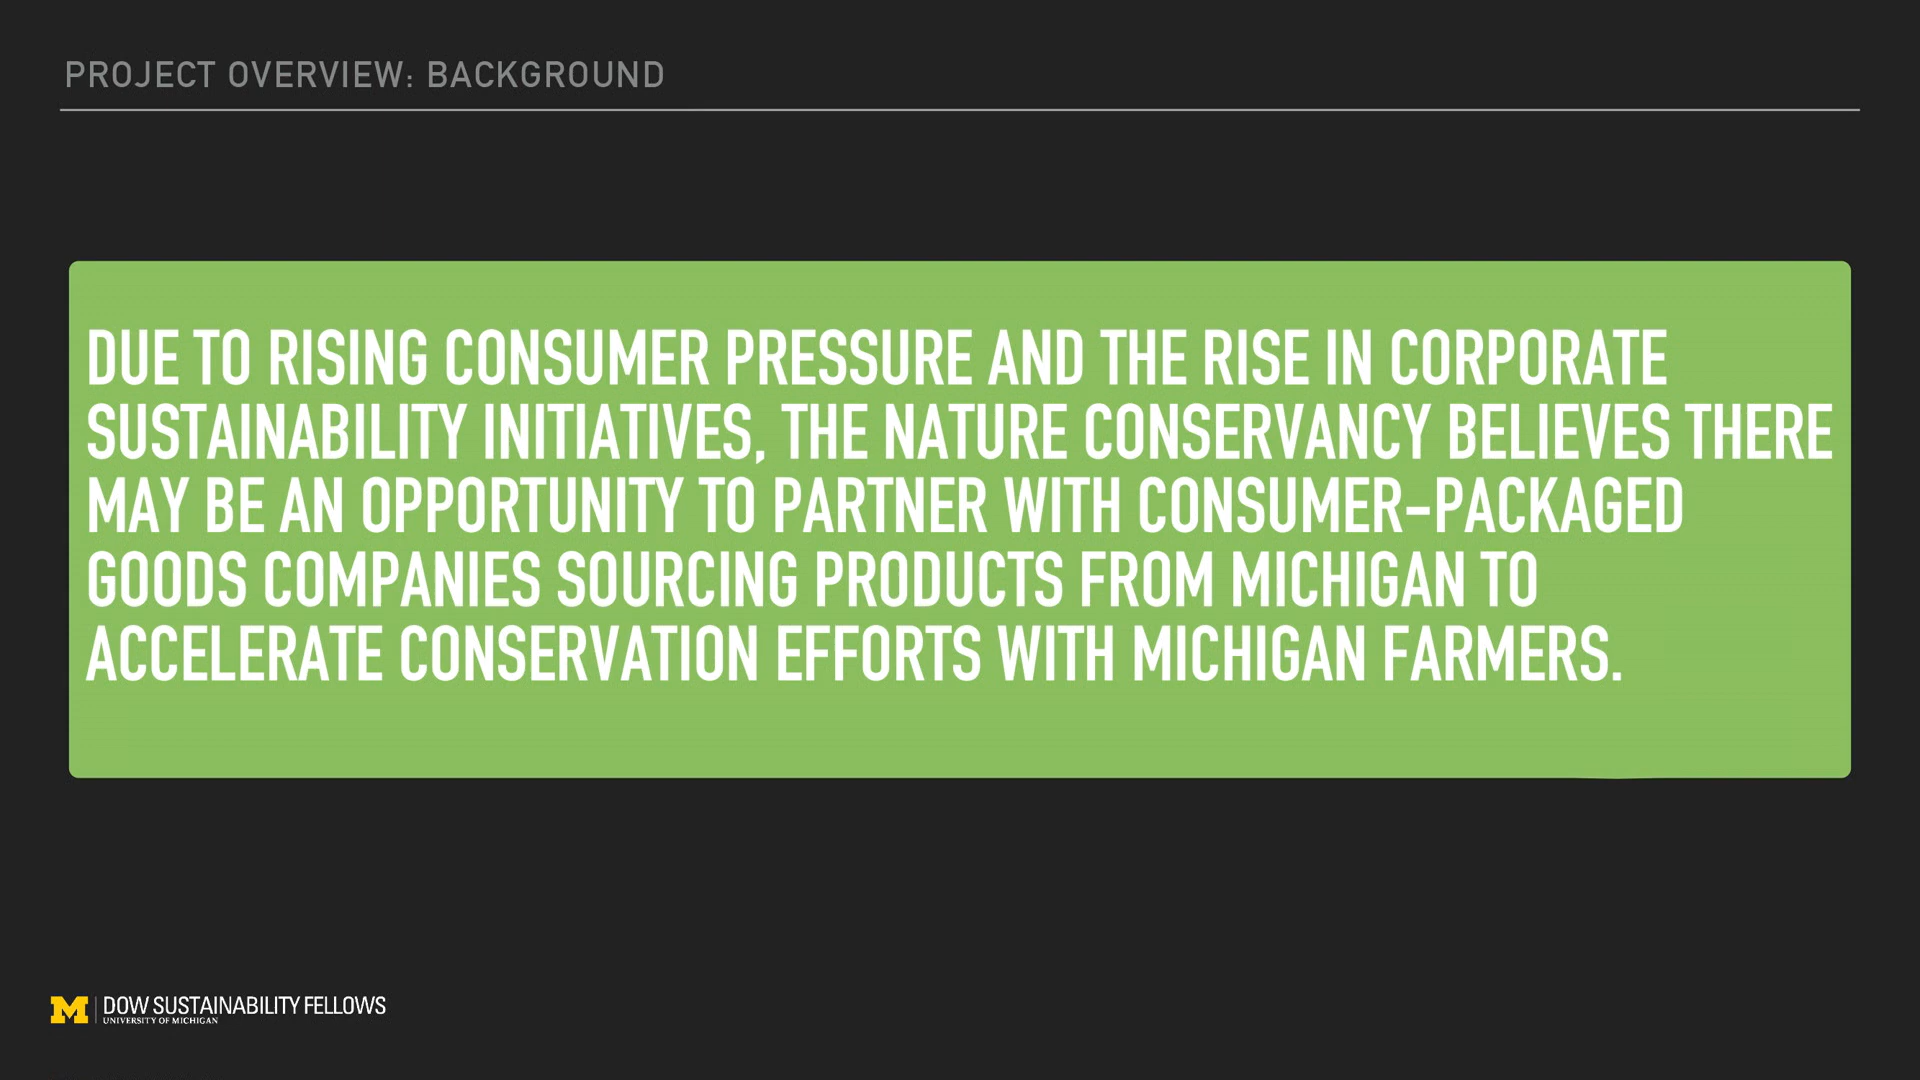 PROJECT OVERVIEW: BACKGROUND
DUE TO RISING CONSUMER PRESSURE AND THE RISE IN CORPORATE
SUSTAINABILITY INITIATIVES, THE NATURE CONSERVANCY BELIEVES THERE
MAY BE AN OPPORTUNITY TO PARTNER WITH CONSUMER-PACKAGED
GOODS COMPANIES SOURCING PRODUCTS FROM MICHIGAN TO
ACCELERATE CONSERVATION EFFORTS WITH MICHIGAN FARMERS.
M DOW SUSTAINABILITY FELLOWS
UNIVERSITY OF MICHIGAN